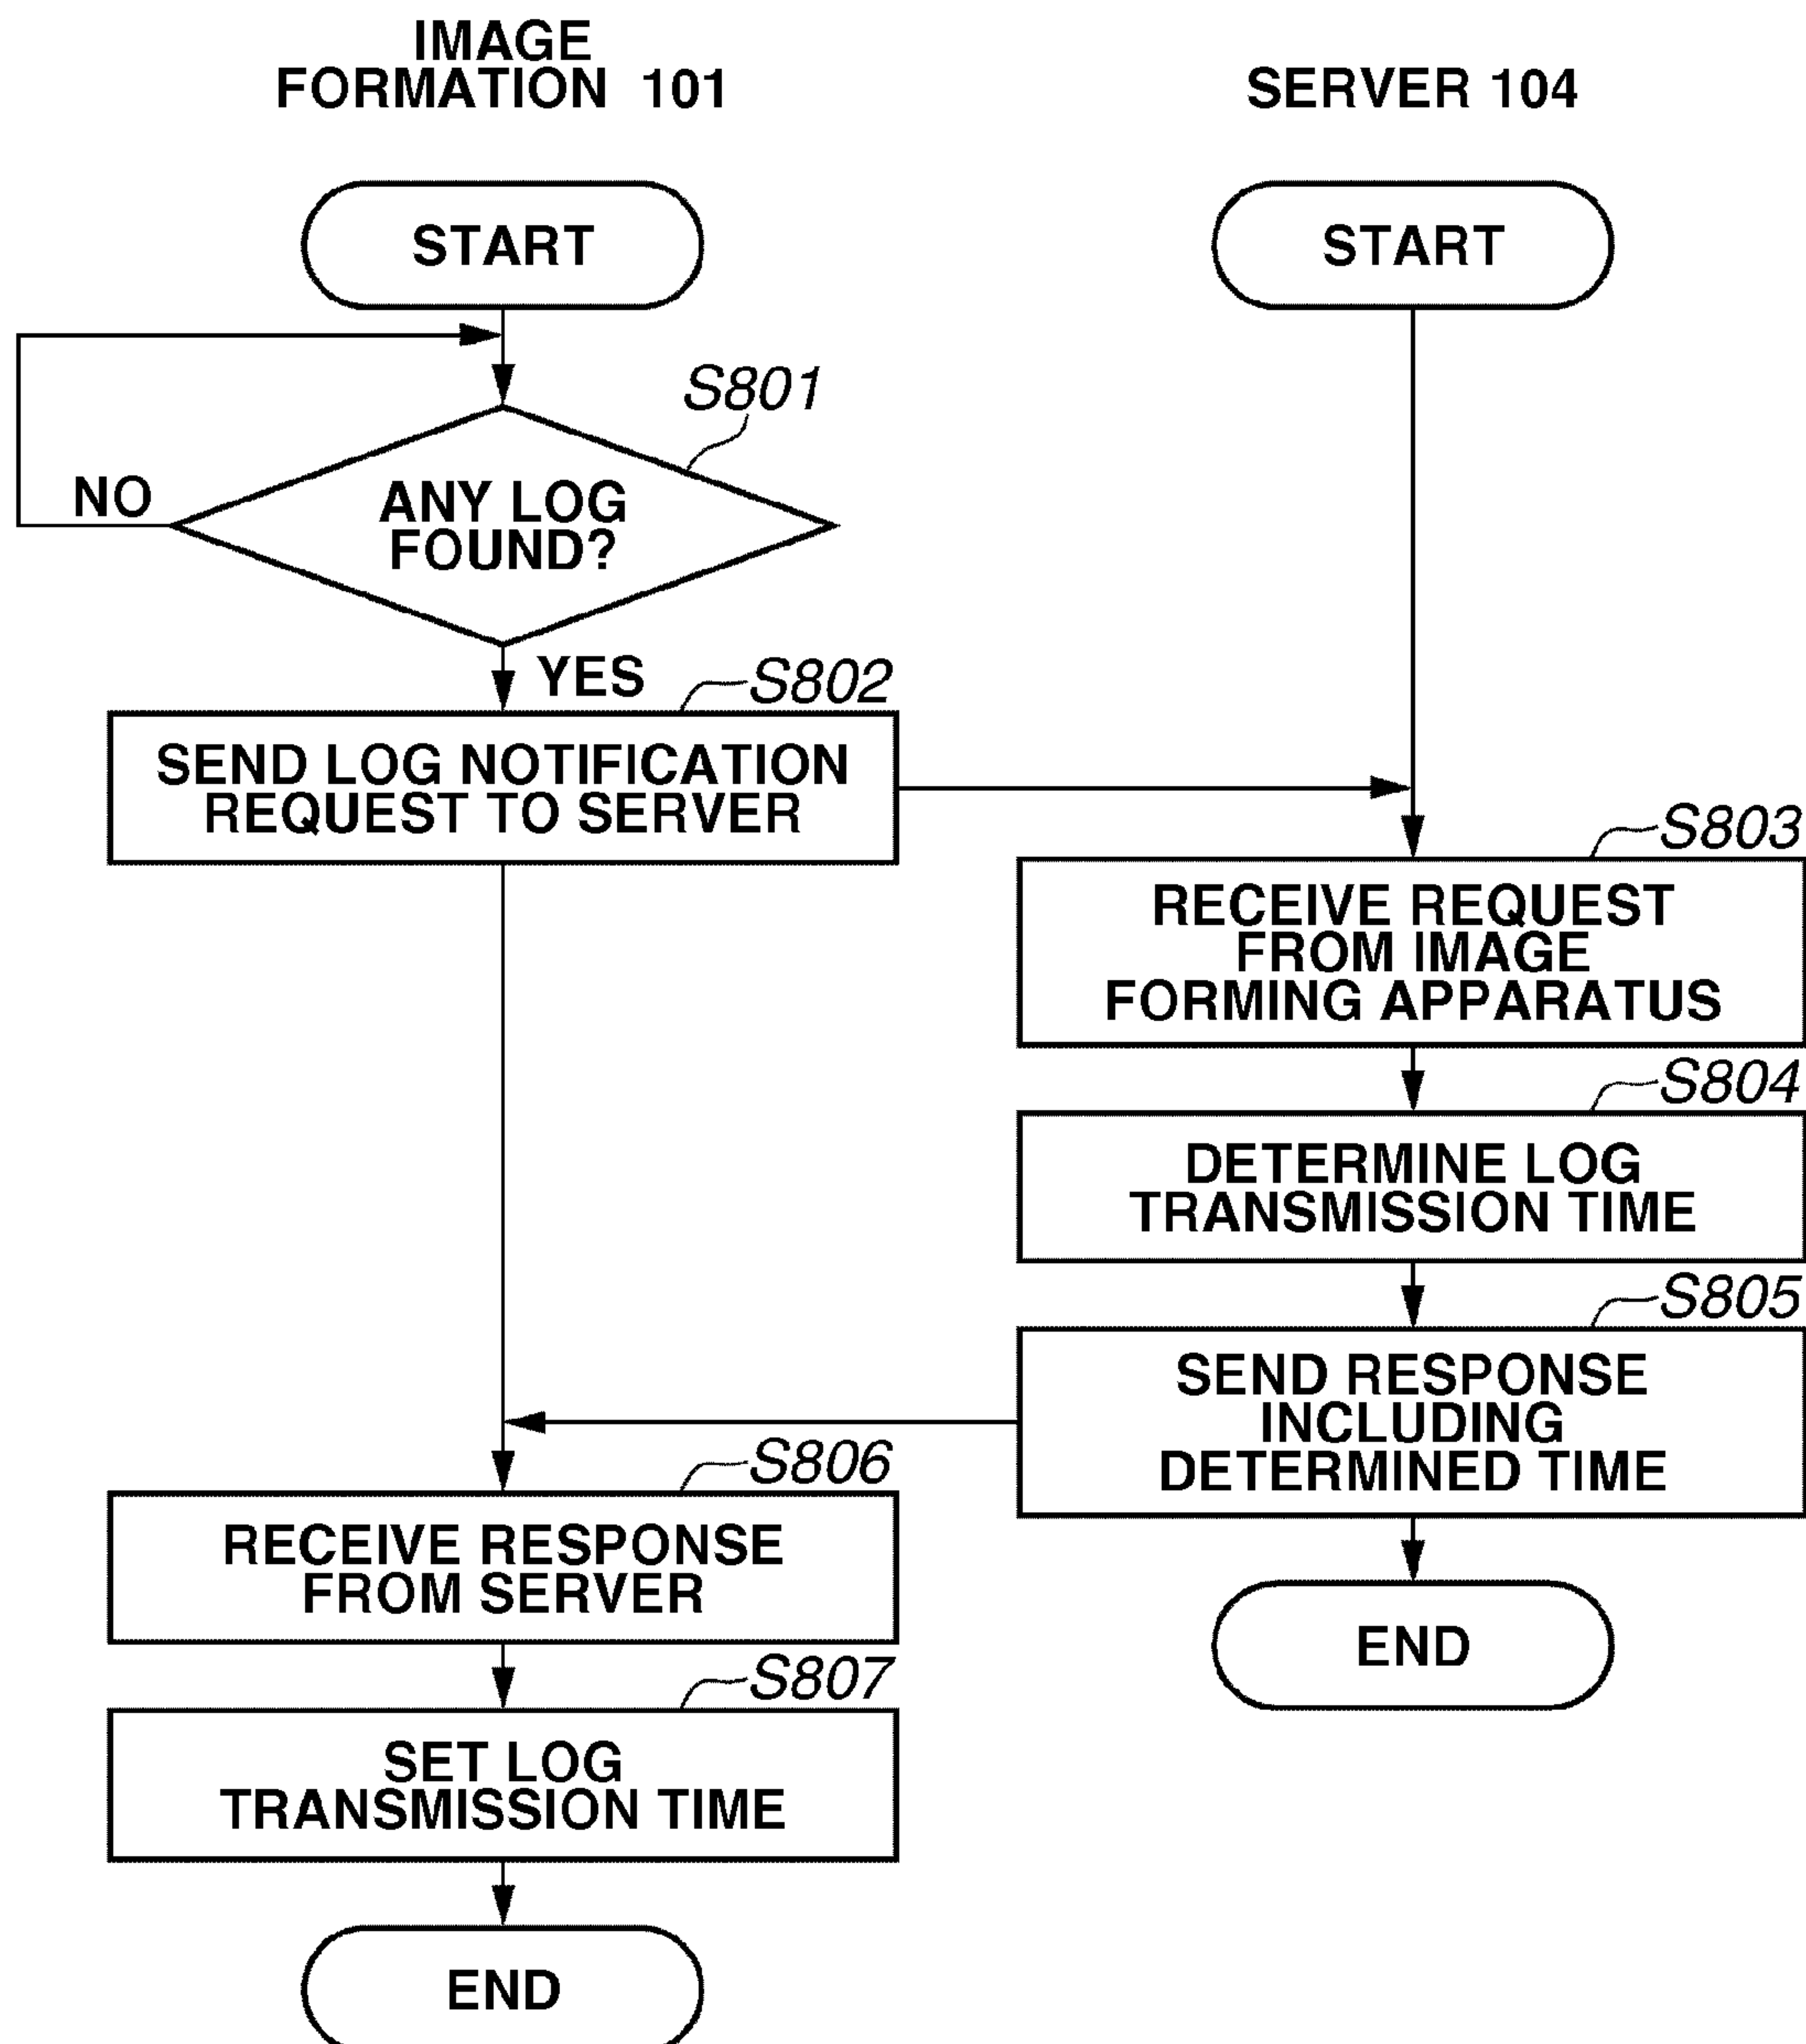 IMAGE
FORMATION 101
START
S801
ANY LOG
FOUND?
NO
YES
S802
SEND LOG NOTIFICATION
REQUEST TO SERVER
S806
RECEIVE RESPONSE
FROM SERVER
S807
SET LOG
TRANSMISSION TIME
END
SERVER 104
START
S803
RECEIVE REQUEST
FROM IMAGE
FORMING APPARATUS
S804
DETERMINE LOG
TRANSMISSION TIME
S805
SEND RESPONSE
INCLUDING
DETERMINED TIME
END